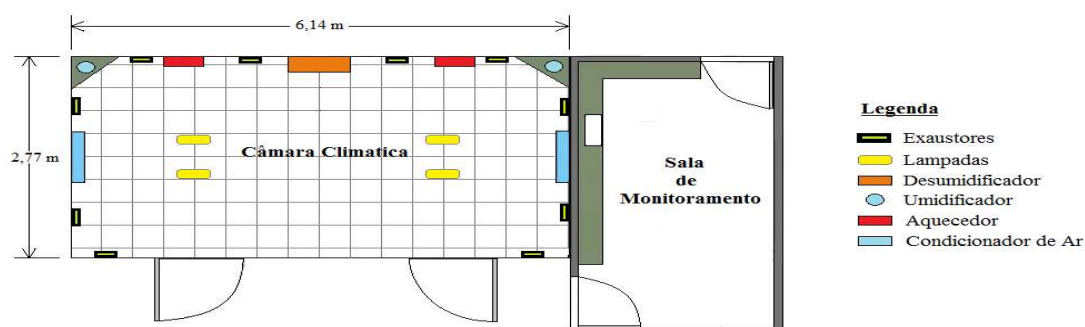 6,14 m
2,77 m
Câmara Climatica
Sala
de
Monitoramento
Legenda
Exaustores
Lampadas
Desumidificador
Umidificador
Aquecedor
Condicionador de Ar